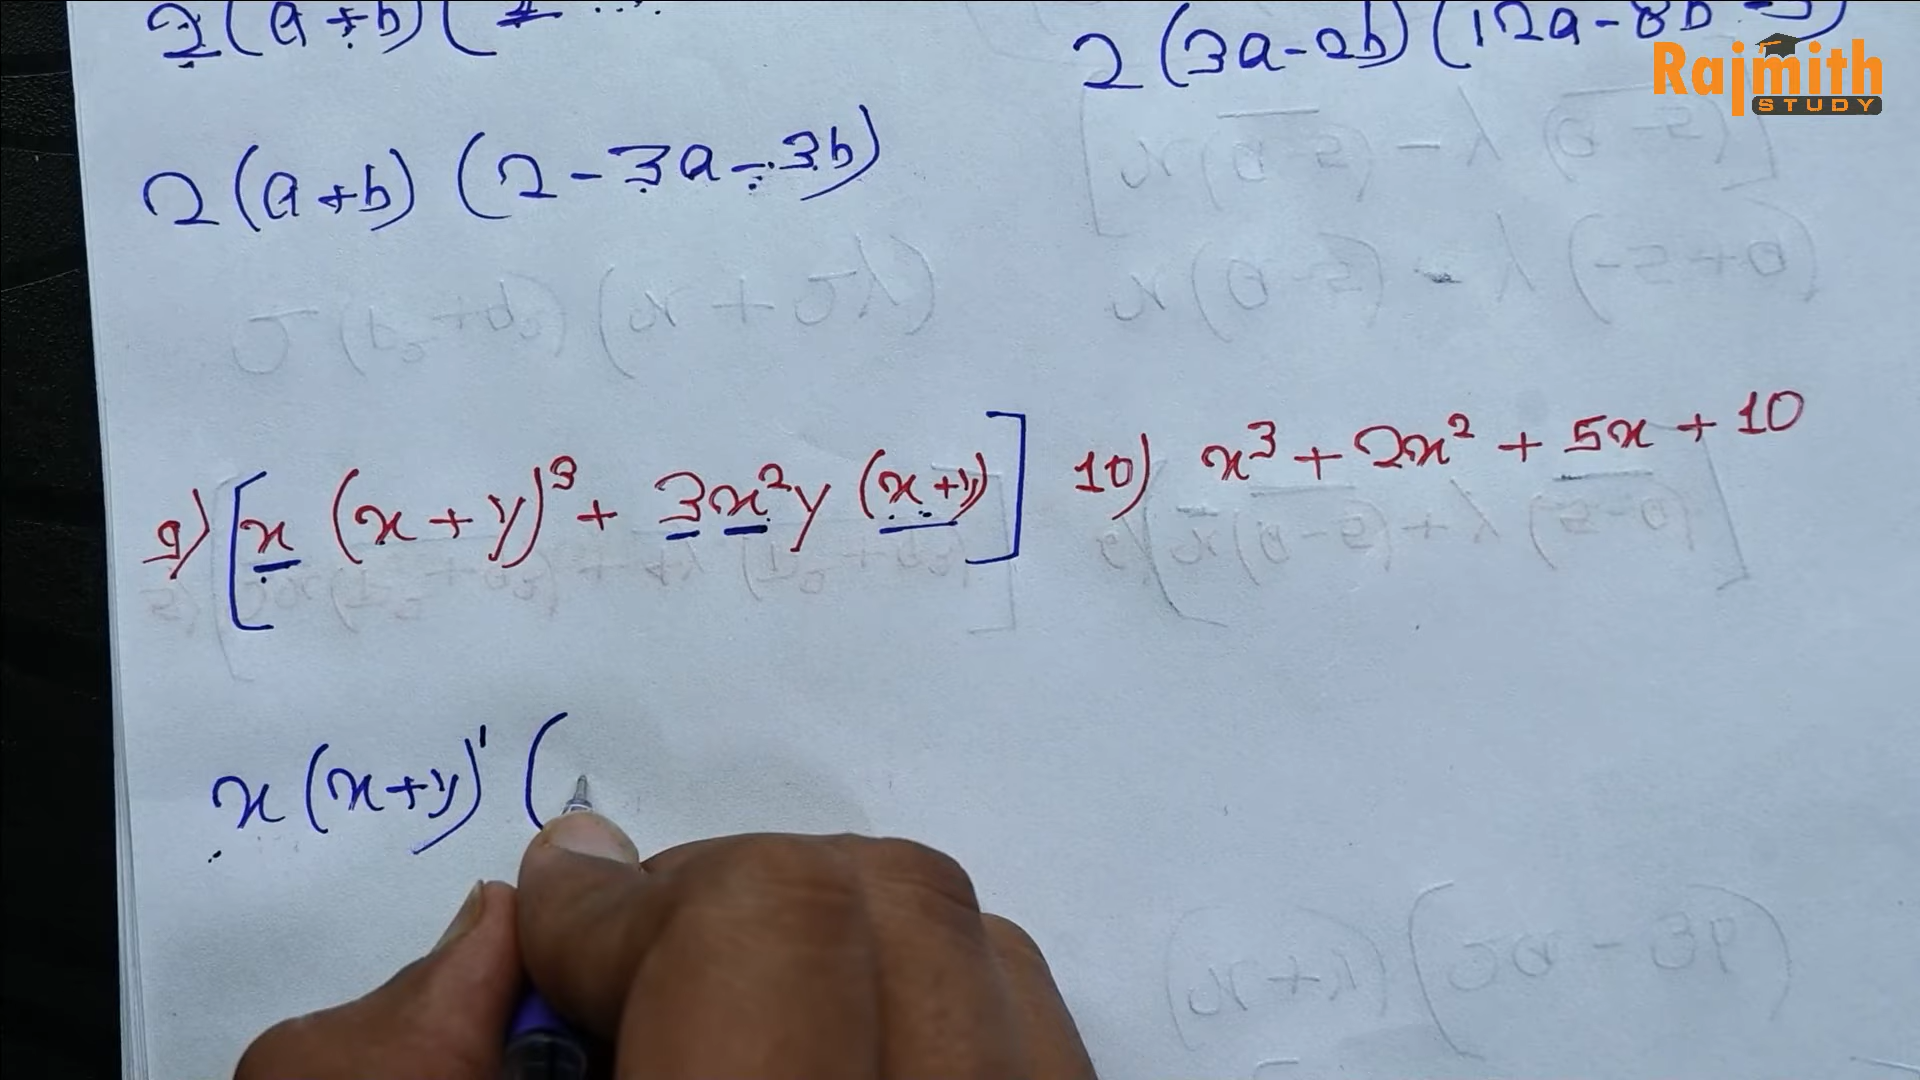 2(a+b)(
2(3a-2b)(12a-8b
Rajmith
STUDY
2(a+b) (2-3a-3b)
9) [x (x+y)³+ 3x²y (x+y)]
10) x³+2x²+5x+10
x(x+y)¹(